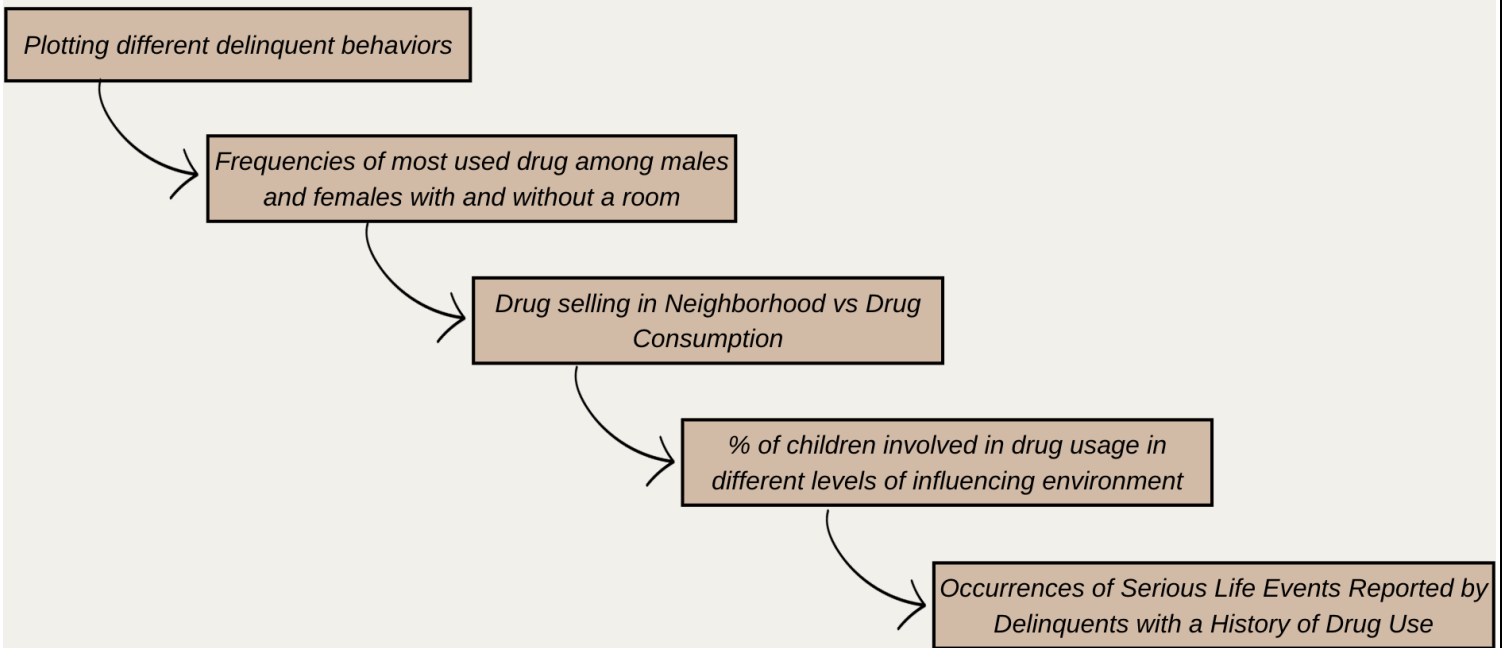 Plotting different delinquent behaviors
Frequencies of most used drug among males
and females with and without a room
Drug selling in Neighborhood vs Drug
Consumption
% of children involved in drug usage in
different levels of influencing environment
Occurrences of Serious Life Events Reported by
Delinquents with a History of Drug Use